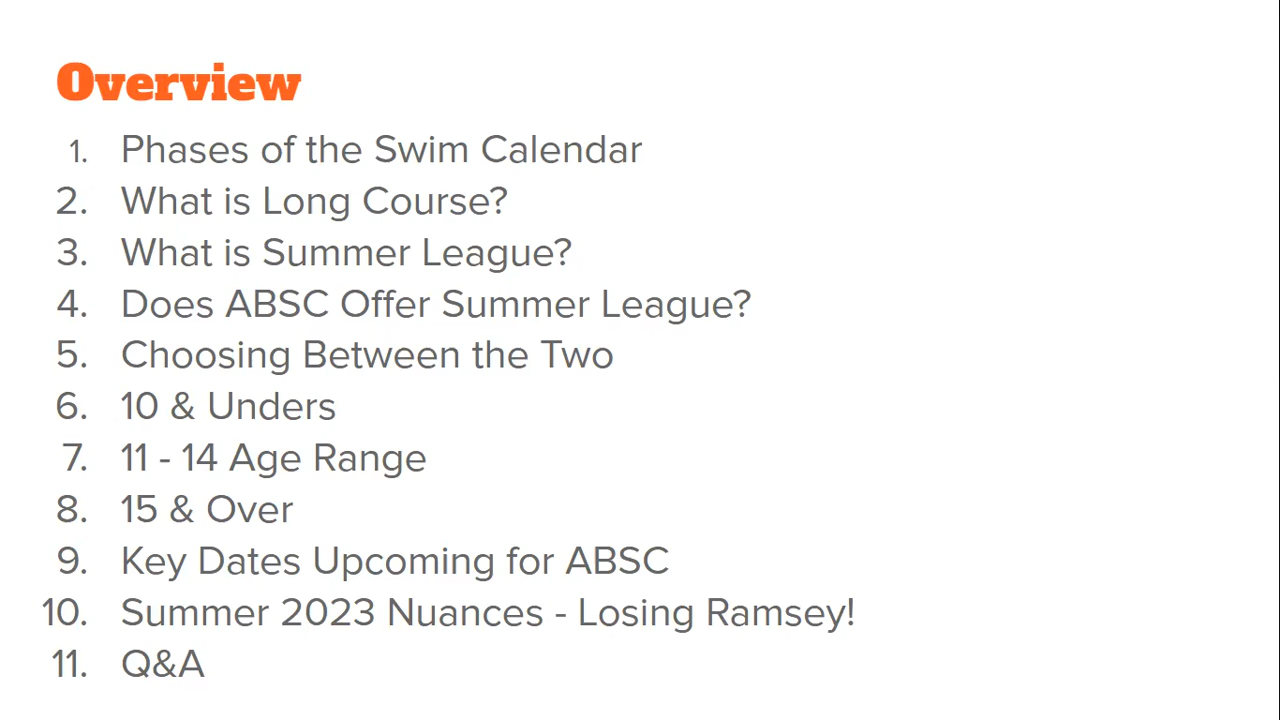 Overview
1. Phases of the Swim Calendar
2. What is Long Course?
3. What is Summer League?
4. Does ABSC Offer Summer League?
5. Choosing Between the Two
6. 10 & Unders
7. 11 - 14 Age Range
8. 15 & Over
9. Key Dates Upcoming for ABSC
10. Summer 2023 Nuances - Losing Ramsey!
11. Q&A